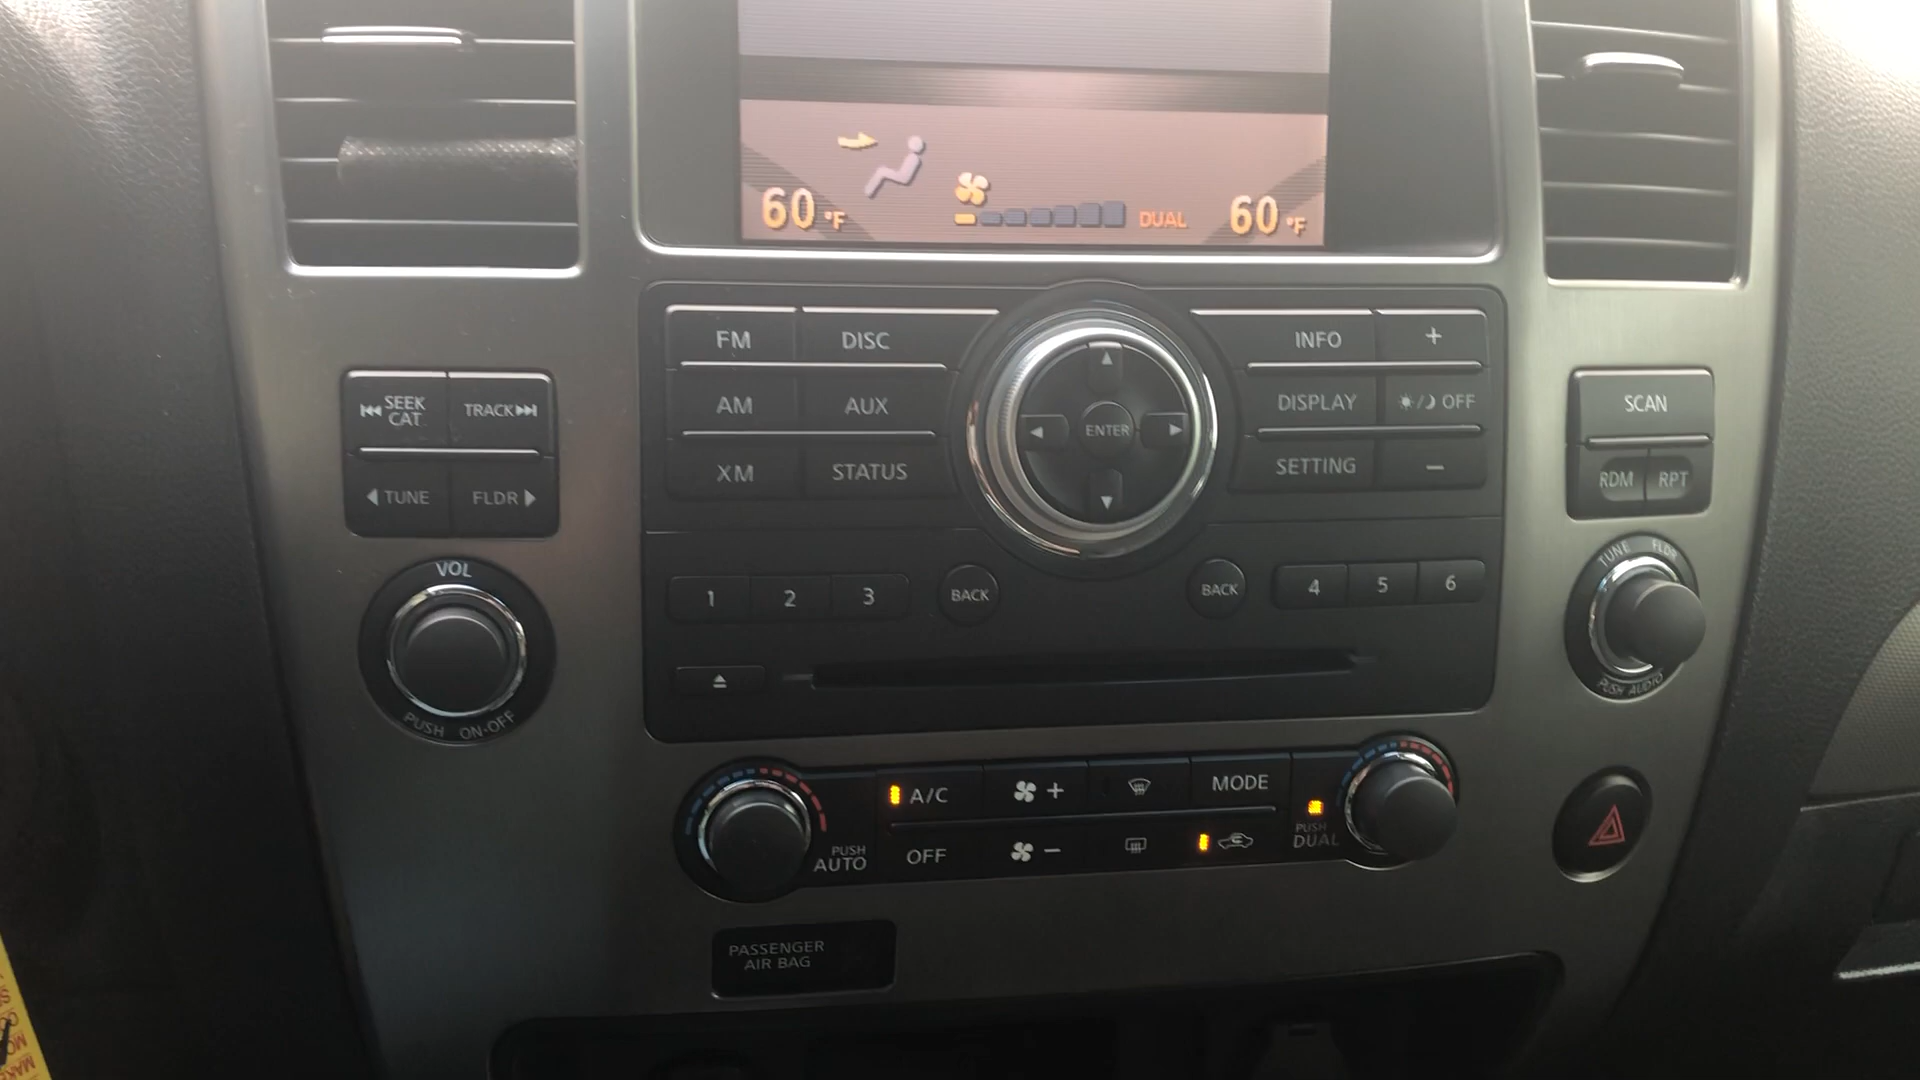 60 °F
DUAL
60 °F
FM
DISC
INFO
+
SEEK
CAT
TRACK
AM
AUX
DISPLAY
OFF
SCAN
ENTER
XM
STATUS
SETTING
−
TUNE
FLDR
RDM
RPT
VOL
PUSH ON·OFF
1
2
3
BACK
BACK
4
5
6
TUNE
FLDR
PUSH AUDIO
A/C
+
MODE
PUSH
AUTO
OFF
−
PUSH
DUAL
PASSENGER
AIR BAG